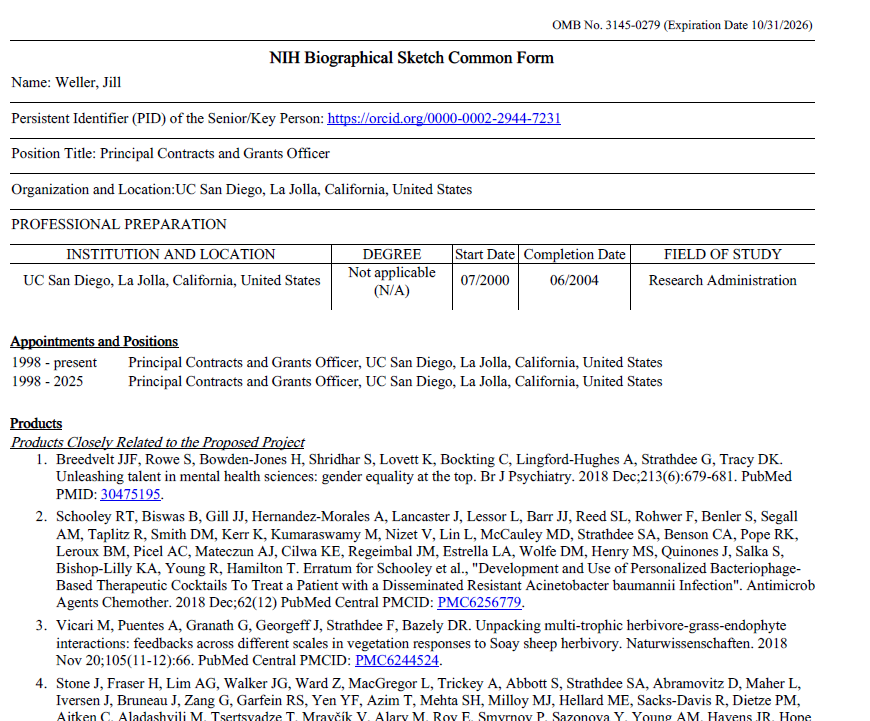 OMB No. 3145-0279 (Expiration Date 10/31/2026)
NIH Biographical Sketch Common Form
Name: Weller, Jill
Persistent Identifier (PID) of the Senior/Key Person: https://orcid.org/0000-0002-2944-7231
Position Title: Principal Contracts and Grants Officer
Organization and Location:UC San Diego, La Jolla, California, United States
PROFESSIONAL PREPARATION
INSTITUTION AND LOCATION DEGREE Start Date Completion Date FIELD OF STUDY
UC San Diego, La Jolla, California, United States Not applicable (N/A) 07/2000 06/2004 Research Administration
Appointments and Positions
1998 - present Principal Contracts and Grants Officer, UC San Diego, La Jolla, California, United States
1998 - 2025 Principal Contracts and Grants Officer, UC San Diego, La Jolla, California, United States
Products
Products Closely Related to the Proposed Project
1. Breedvelt JJF, Rowe S, Bowden-Jones H, Shridhar S, Lovett K, Bockting C, Lingford-Hughes A, Strathdee G, Tracy DK.
Unleashing talent in mental health sciences: gender equality at the top. Br J Psychiatry. 2018 Dec;213(6):679-681. PubMed
PMID: 30475195.
2. Schooley RT, Biswas B, Gill JJ, Hernandez-Morales A, Lancaster J, Lessor L, Barr JJ, Reed SL, Rohwer F, Benler S, Segall
AM, Taplitz R, Smith DM, Kerr K, Kumaraswamy M, Nizet V, Lin L, McCauley MD, Strathdee SA, Benson CA, Pope RK,
Leroux BM, Picel AC, Mateczun AJ, Cilwa KE, Regeimbal JM, Estrella LA, Wolfe DM, Henry MS, Quinones J, Salka S,
Bishop-Lilly KA, Young R, Hamilton T. Erratum for Schooley et al., "Development and Use of Personalized Bacteriophage-
Based Therapeutic Cocktails To Treat a Patient with a Disseminated Resistant Acinetobacter baumannii Infection". Antimicrob
Agents Chemother. 2018 Dec;62(12) PubMed Central PMCID: PMC6256779.
3. Vicari M, Puentes A, Granath G, Georgeff J, Strathdee F, Bazely DR. Unpacking multi-trophic herbivore-grass-endophyte
interactions: feedbacks across different scales in vegetation responses to Soay sheep herbivory. Naturwissenschaften. 2018
Nov 20;105(11-12):66. PubMed Central PMCID: PMC6244524.
4. Stone J, Fraser H, Lim AG, Walker JG, Ward Z, MacGregor L, Trickey A, Abbott S, Strathdee SA, Abramovitz D, Maher L,
Iversen J, Bruneau J, Zang G, Garfein RS, Yen YF, Azim T, Mehta SH, Milloy MJ, Hellard ME, Sacks-Davis R, Dietze PM,
Aitken C, Aladashvili M, Tsertsvadze T, Mravčík V, Alary M, Roy E, Smyrnov P, Sazonova Y, Young AM, Havens JR, Hope